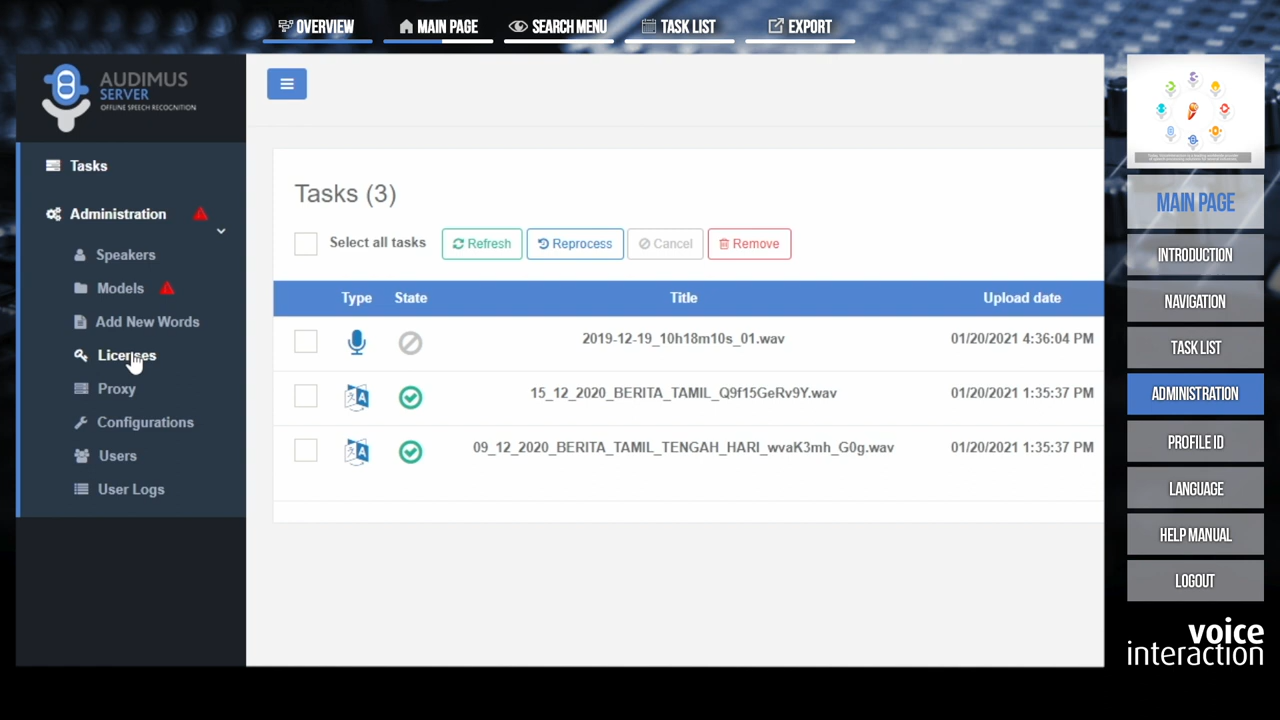 OVERVIEW
MAIN PAGE
SEARCH MENU
TASK LIST
EXPORT
AUDIMUS
SERVER
OFFLINE SPEECH RECOGNITION
Tasks
Administration
Speakers
Models
Add New Words
Licenses
Proxy
Configurations
Users
User Logs
Tasks (3)
Select all tasks
Refresh
Reprocess
Cancel
Remove
Type State Title Upload date
2019-12-19_10h18m10s_01.wav 01/20/2021 4:36:04 PM
15_12_2020_BERITA_TAMIL_Q9f15GeRv9Y.wav 01/20/2021 1:35:37 PM
09_12_2020_BERITA_TAMIL_TENGAH_HARI_wvaK3mh_G0g.wav 01/20/2021 1:35:37 PM
MAIN PAGE
INTRODUCTION
NAVIGATION
TASK LIST
ADMINISTRATION
PROFILE ID
LANGUAGE
HELP MANUAL
LOGOUT
voice
interaction